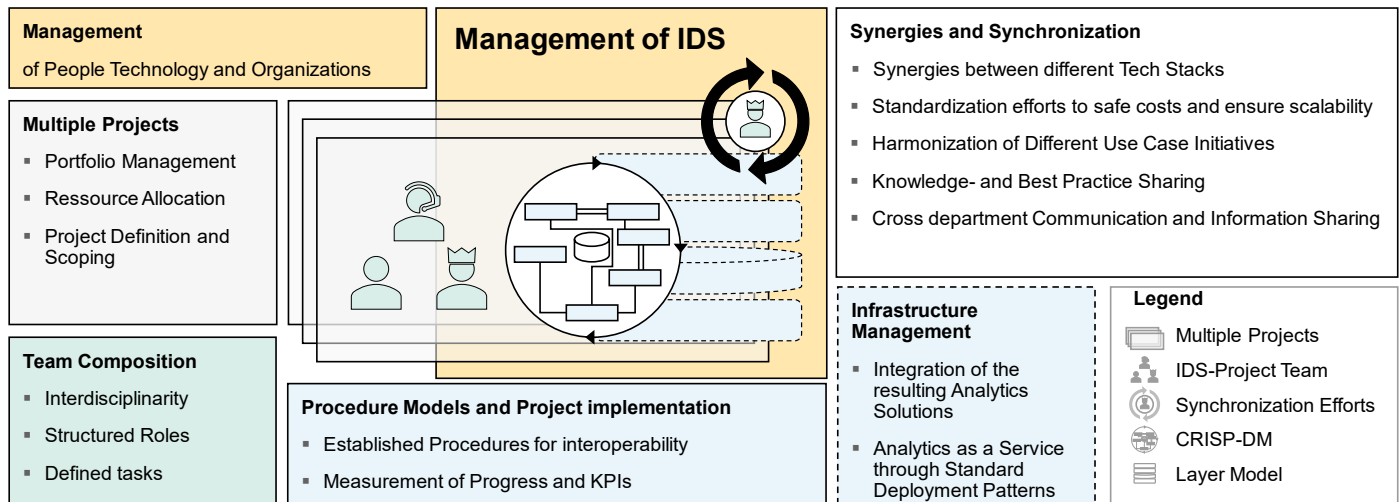 Management
of People Technology and Organizations
Management of IDS
Multiple Projects
▪ Portfolio Management
▪ Ressource Allocation
▪ Project Definition and
Scoping
Team Composition
▪ Interdisciplinarity
▪ Structured Roles
▪ Defined tasks
Procedure Models and Project implementation
▪ Established Procedures for interoperability
▪ Measurement of Progress and KPIs
Synergies and Synchronization
▪ Synergies between different Tech Stacks
▪ Standardization efforts to safe costs and ensure scalability
▪ Harmonization of Different Use Case Initiatives
▪ Knowledge- and Best Practice Sharing
▪ Cross department Communication and Information Sharing
Infrastructure
Management
▪ Integration of the
resulting Analytics
Solutions
▪ Analytics as a Service
through Standard
Deployment Patterns
Legend
Multiple Projects
IDS-Project Team
Synchronization Efforts
CRISP-DM
Layer Model